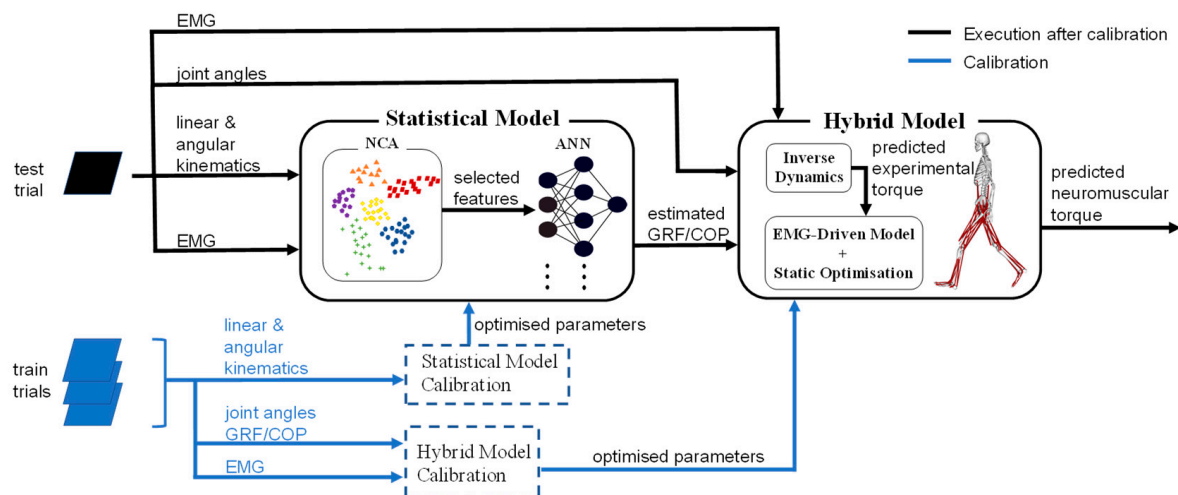 EMG
Execution after calibration
Calibration
joint angles
Statistical Model
Hybrid Model
linear &
angular
kinematics
NCA
ANN
test
trial
selected
features
Inverse
Dynamics
predicted
experimental
torque
predicted
neuromuscular
torque
estimated
GRF/COP
EMG
EMG-Driven Model
+
Static Optimisation
optimised parameters
linear &
angular
kinematics
Statistical Model
Calibration
train
trials
joint angles
GRF/COP
EMG
Hybrid Model
Calibration
optimised parameters